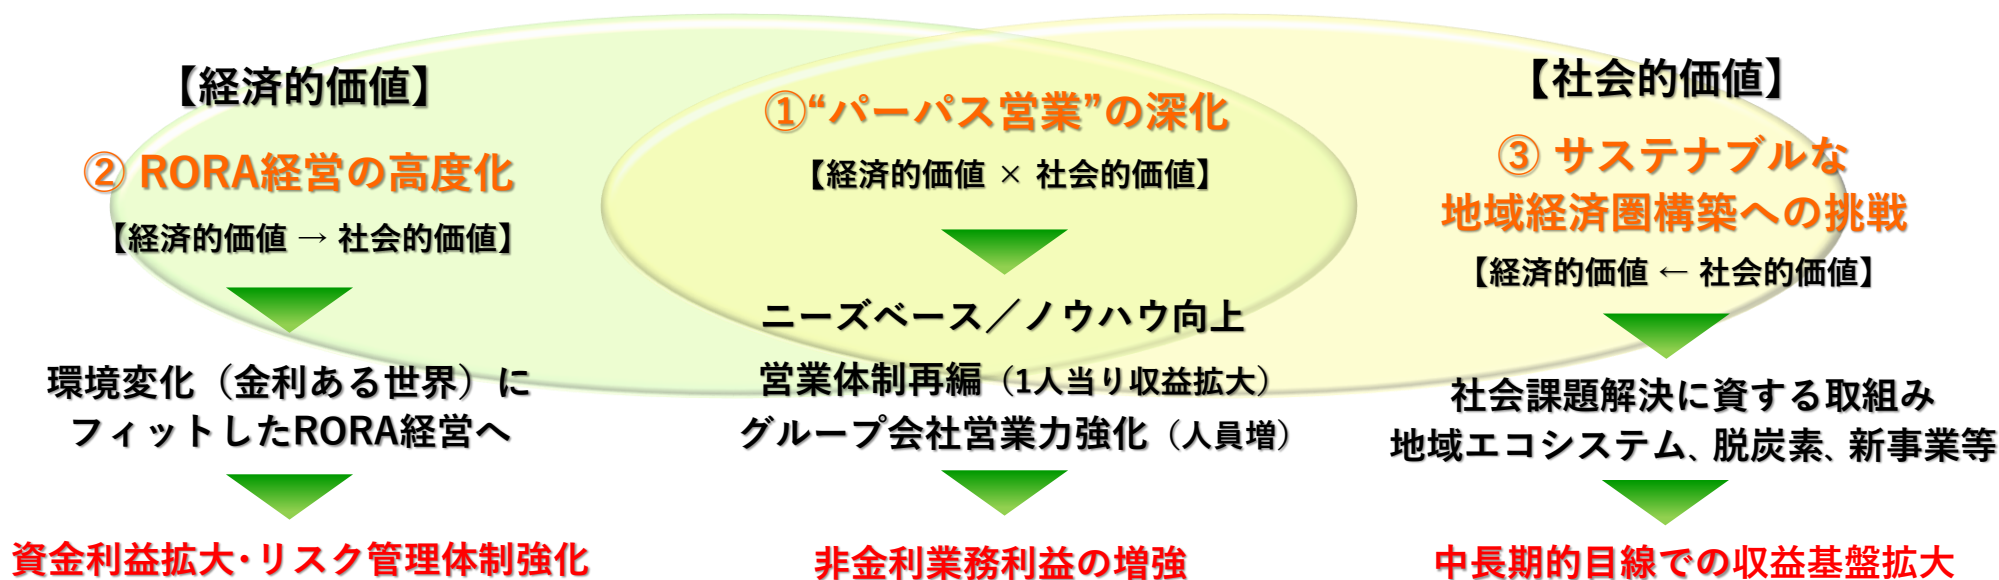 【経済的価値】
② RORA経営の高度化
【経済的価値 → 社会的価値】
環境変化（金利ある世界）に
フィットしたRORA経営へ
資金利益拡大･リスク管理体制強化
①“パーパス営業”の深化
【経済的価値 × 社会的価値】
ニーズベース／ノウハウ向上
営業体制再編（1人当り収益拡大）
グループ会社営業力強化（人員増）
非金利業務利益の増強
【社会的価値】
③ サステナブルな
地域経済圏構築への挑戦
【経済的価値 ← 社会的価値】
社会課題解決に資する取組み
地域エコシステム、脱炭素、新事業等
中長期的目線での収益基盤拡大